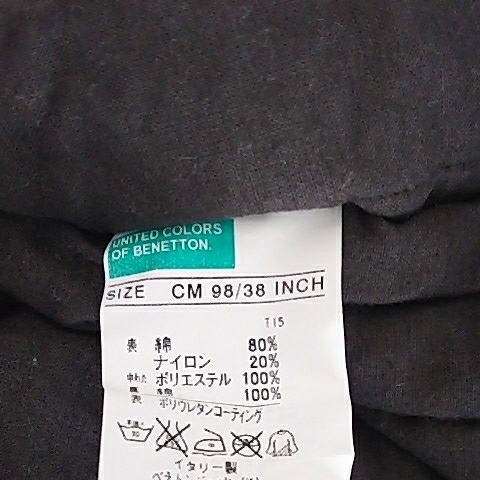 UNITED COLORS
OF BENETTON.
SIZE CM 98/38 INCH
T15
表 綿 80%
ナイロン 20%
中わた ポリエステル 100%
裏 綿 100%
表 ポリウレタンコーティング
イタリー製